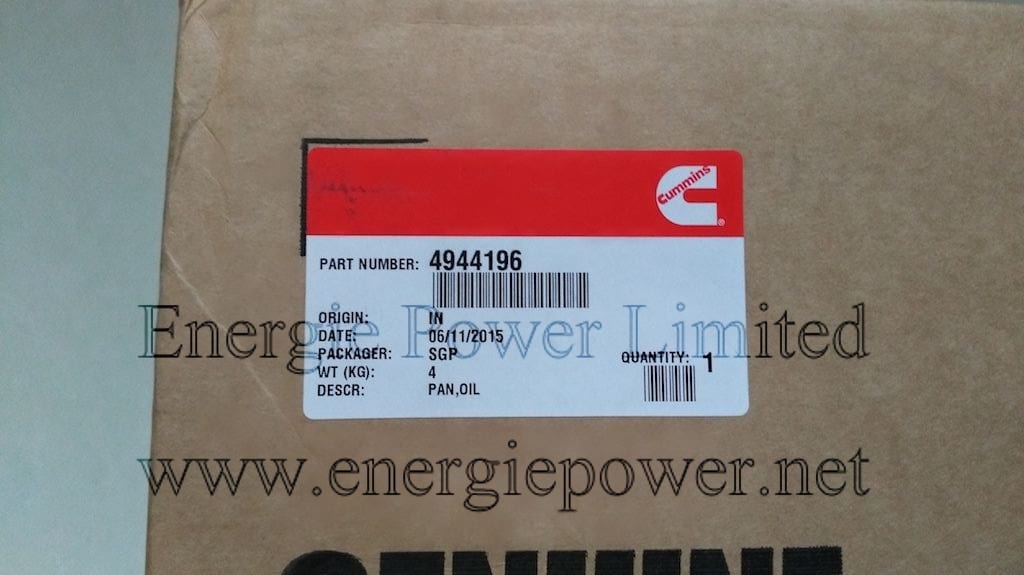 Cummins
®
PART NUMBER: 4944196
ORIGIN: IN
DATE: 06/11/2015
PACKAGER: SGP
WT (KG): 4
DESCR: PAN,OIL
QUANTITY: 1
Energie Power Limited
www.energiepower.net
GENUINE